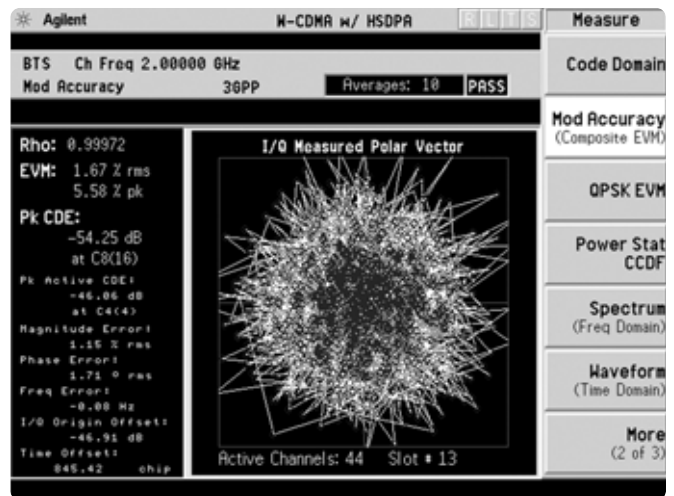 Agilent W-CDMA w/ HSDPA R L T S Measure
BTS Ch Freq 2.00000 GHz
Mod Accuracy 3GPP Averages: 10 PASS
Rho: 0.99972
EVM: 1.67 % rms
5.58 % pk
Pk CDE:
-54.25 dB
at C8(16)
Pk Active CDE:
-46.06 dB
at C4(4)
Magnitude Error:
1.15 % rms
Phase Error:
1.71 º rms
Freq Error:
-0.08 Hz
I/Q Origin Offset:
-46.91 dB
Time Offset:
845.42 chip
I/Q Measured Polar Vector
Active Channels: 44 Slot # 13
Code Domain
Mod Accuracy
(Composite EVM)
QPSK EVM
Power Stat
CCDF
Spectrum
(Freq Domain)
Waveform
(Time Domain)
More
(2 of 3)